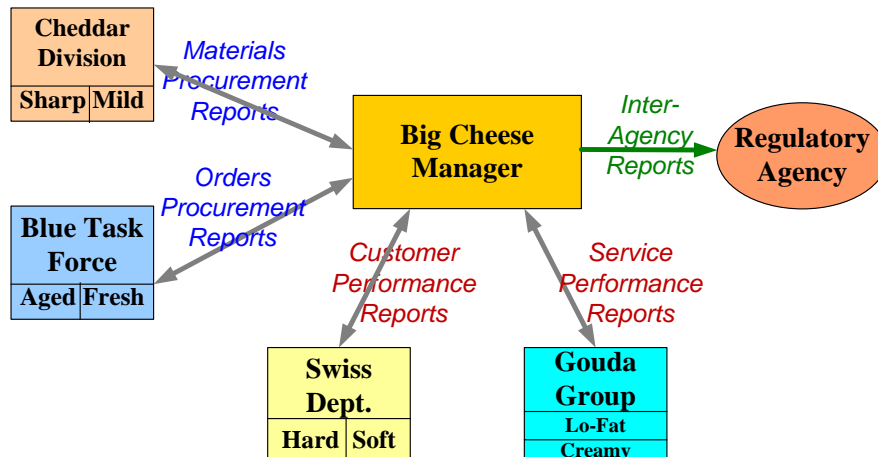 Cheddar
Division
Sharp Mild
Materials
Procurement
Reports
Big Cheese
Manager
Inter-
Agency
Reports
Regulatory
Agency
Orders
Procurement
Reports
Blue Task
Force
Aged Fresh
Customer
Performance
Reports
Service
Performance
Reports
Swiss
Dept.
Hard Soft
Gouda
Group
Lo-Fat
Creamy